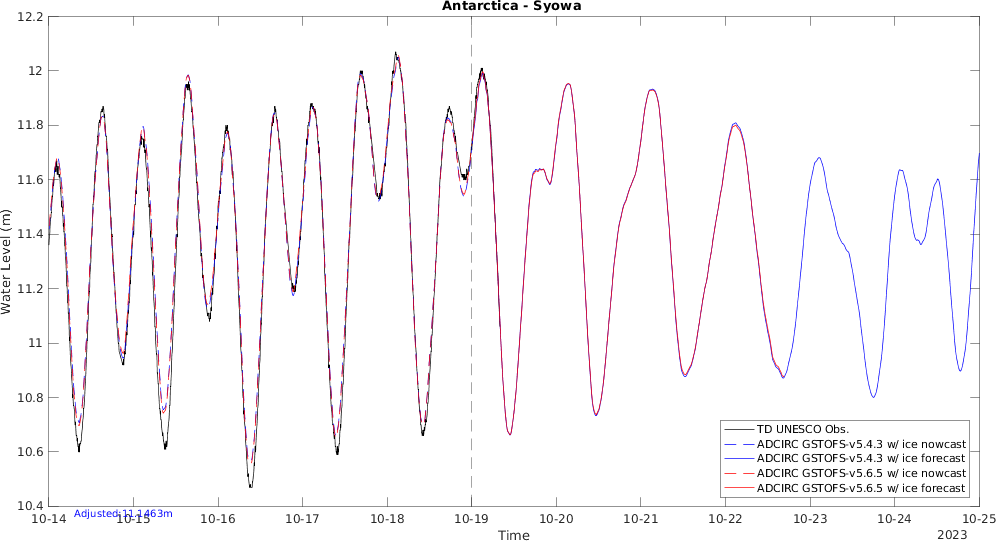 Antarctica - Syowa
12.2
12
11.8
11.6
11.4
11.2
11
10.8
10.6
10.4
Water Level (m)
TD UNESCO Obs.
ADCIRC GSTOFS-v5.4.3 w/ ice nowcast
ADCIRC GSTOFS-v5.4.3 w/ ice forecast
ADCIRC GSTOFS-v5.6.5 w/ ice nowcast
ADCIRC GSTOFS-v5.6.5 w/ ice forecast
Adjusted:11.1463m
10-14 10-15 10-16 10-17 10-18 10-19 10-20 10-21 10-22 10-23 10-24 10-25
Time
2023